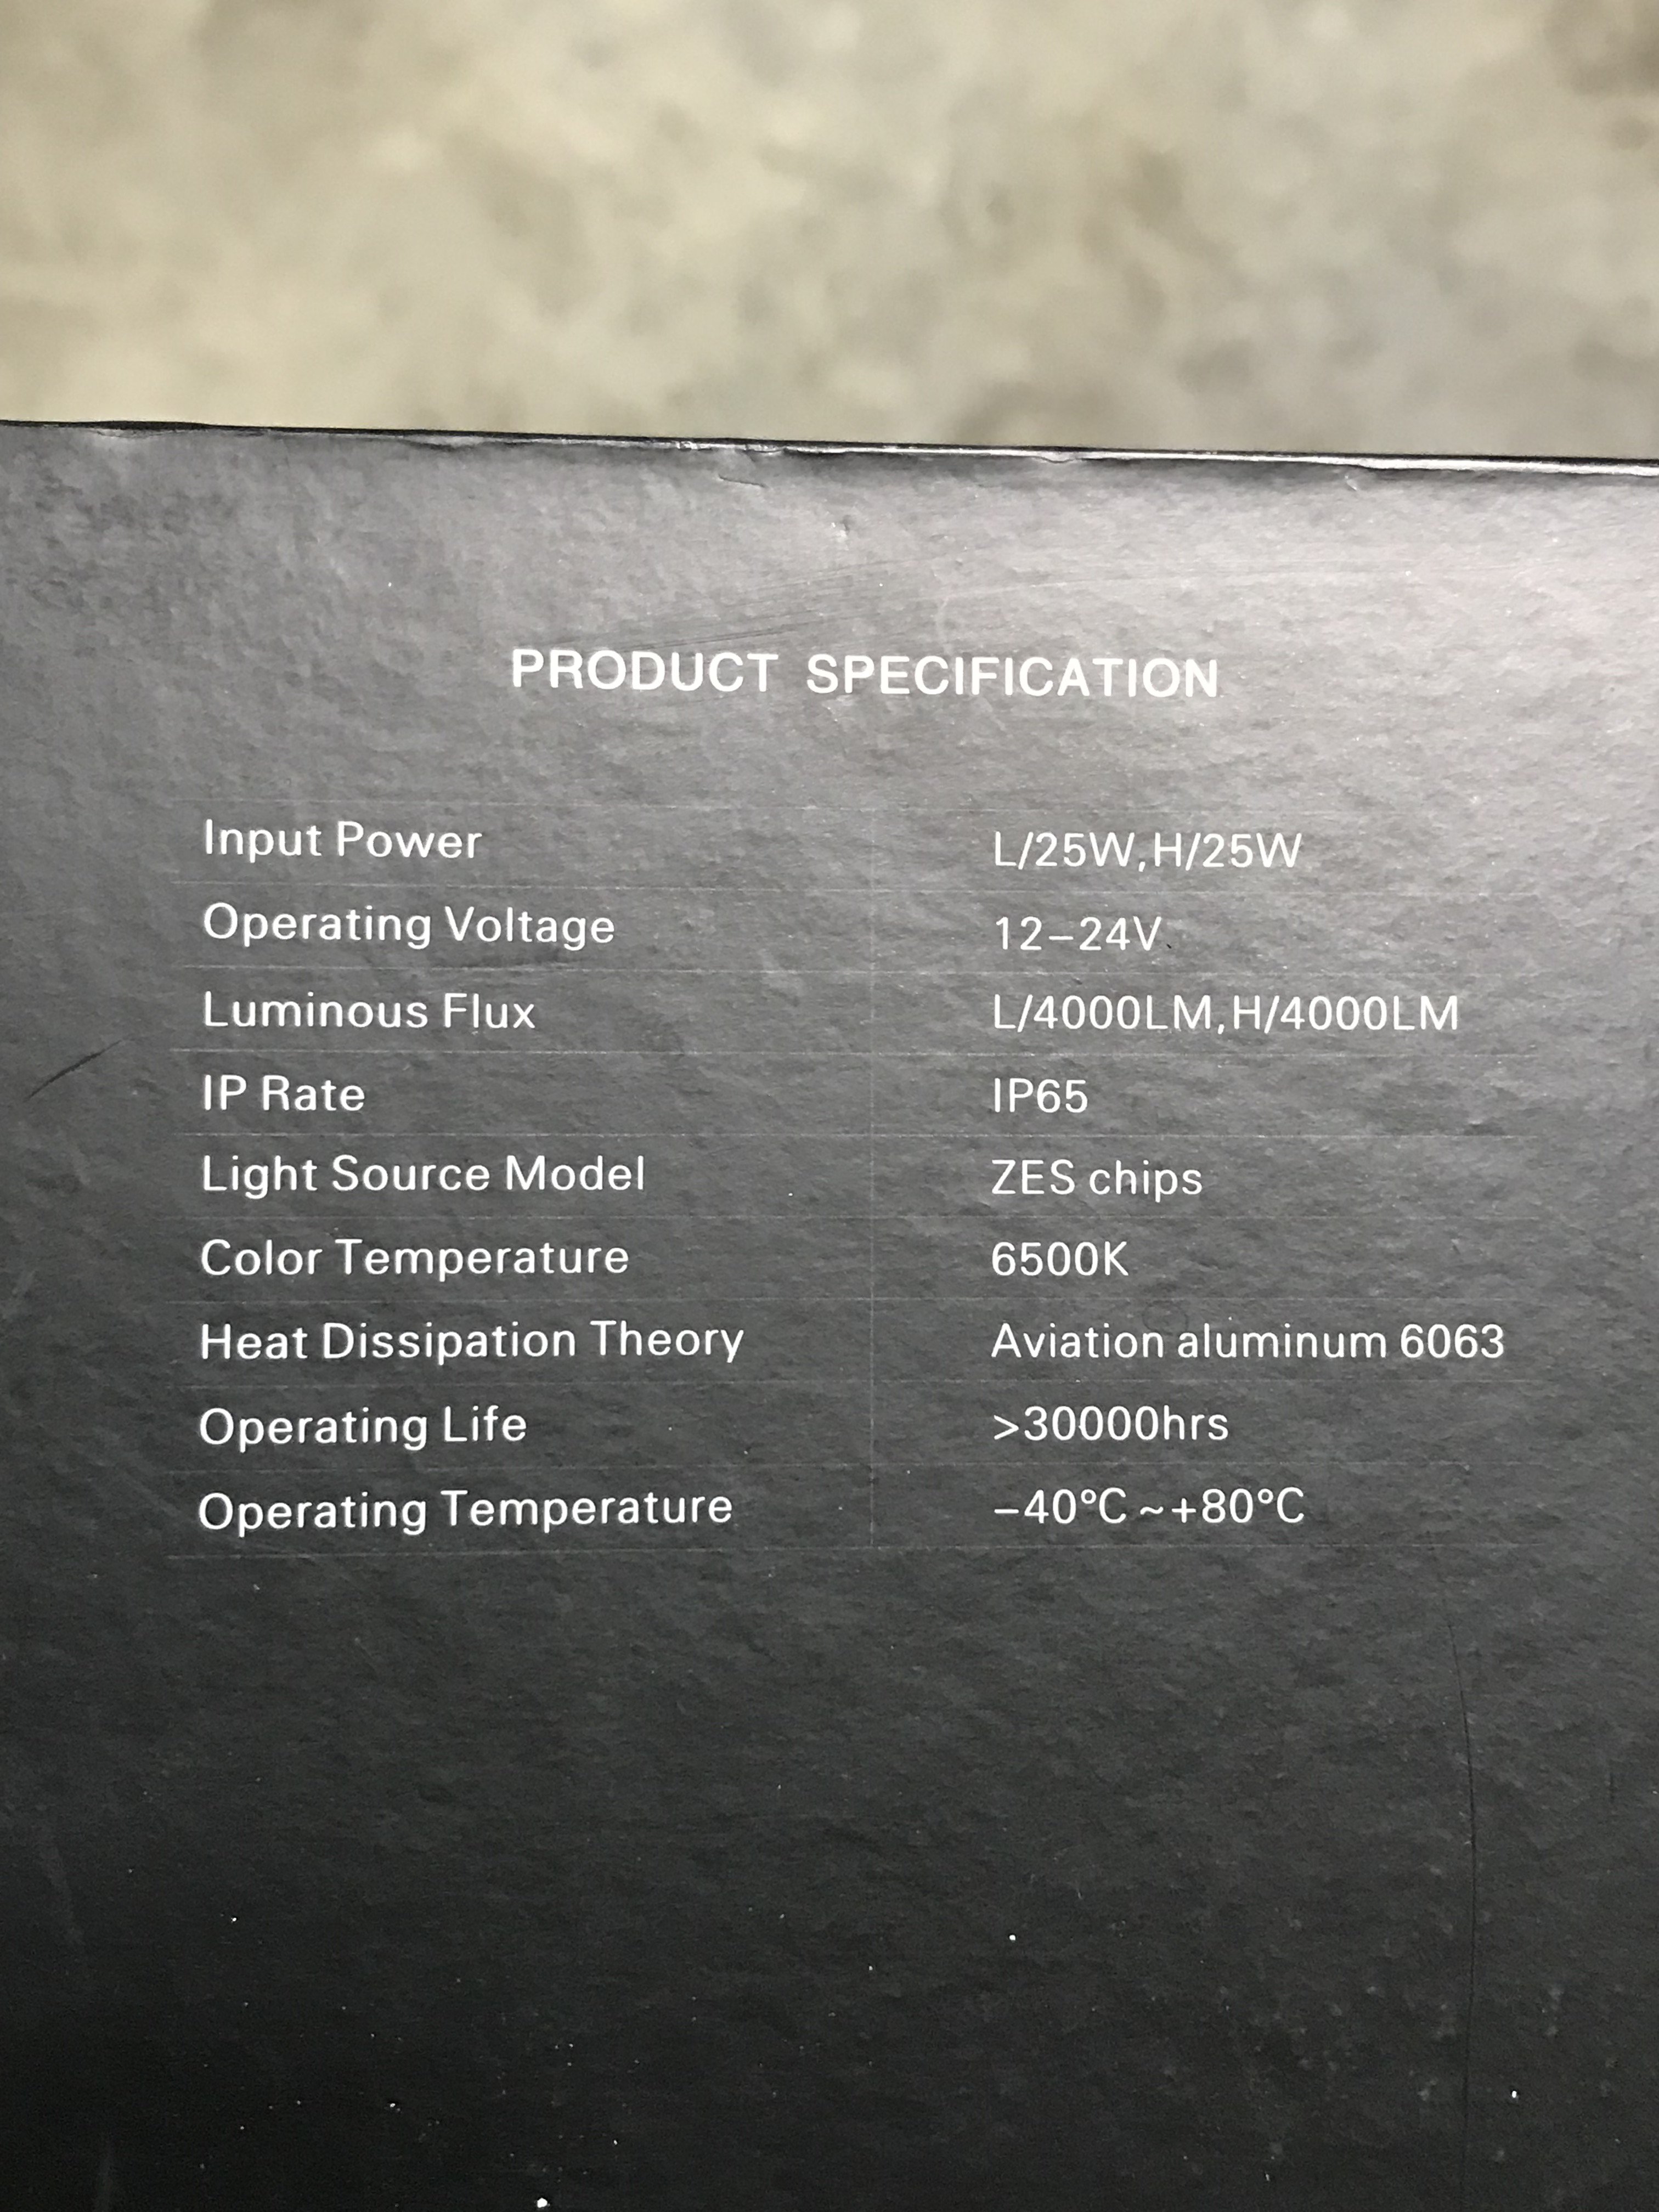 PRODUCT SPECIFICATION
Input Power L/25W,H/25W
Operating Voltage 12–24V
Luminous Flux L/4000LM,H/4000LM
IP Rate IP65
Light Source Model ZES chips
Color Temperature 6500K
Heat Dissipation Theory Aviation aluminum 6063
Operating Life >30000hrs
Operating Temperature –40°C ~+80°C